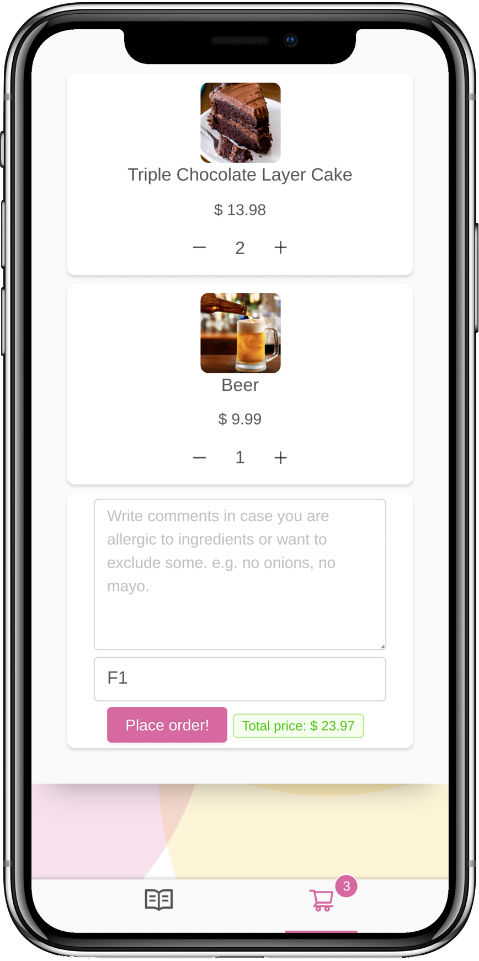 Triple Chocolate Layer Cake
$ 13.98
2
Beer
$ 9.99
1
Write comments in case you are
allergic to ingredients or want to
exclude some. e.g. no onions, no
mayo.
F1
Place order!
Total price: $ 23.97
3